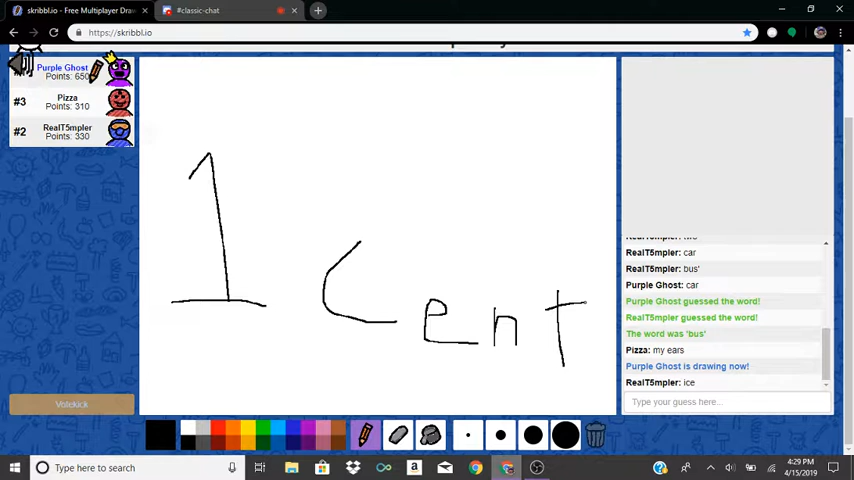 skribbl.io - Free Multiplayer Draw
#classic-chat
https://skribbl.io
Purple Ghost
Points: 650
#3 Pizza
Points: 310
#2 RealT5mpler
Points: 330
1 Cent
RealT5mpler: car
RealT5mpler: bus'
Purple Ghost: car
Purple Ghost guessed the word!
RealT5mpler guessed the word!
The word was 'bus'
Pizza: my ears
Purple Ghost is drawing now!
RealT5mpler: ice
Votekick
Type your guess here...
Type here to search
4:29 PM
4/15/2019